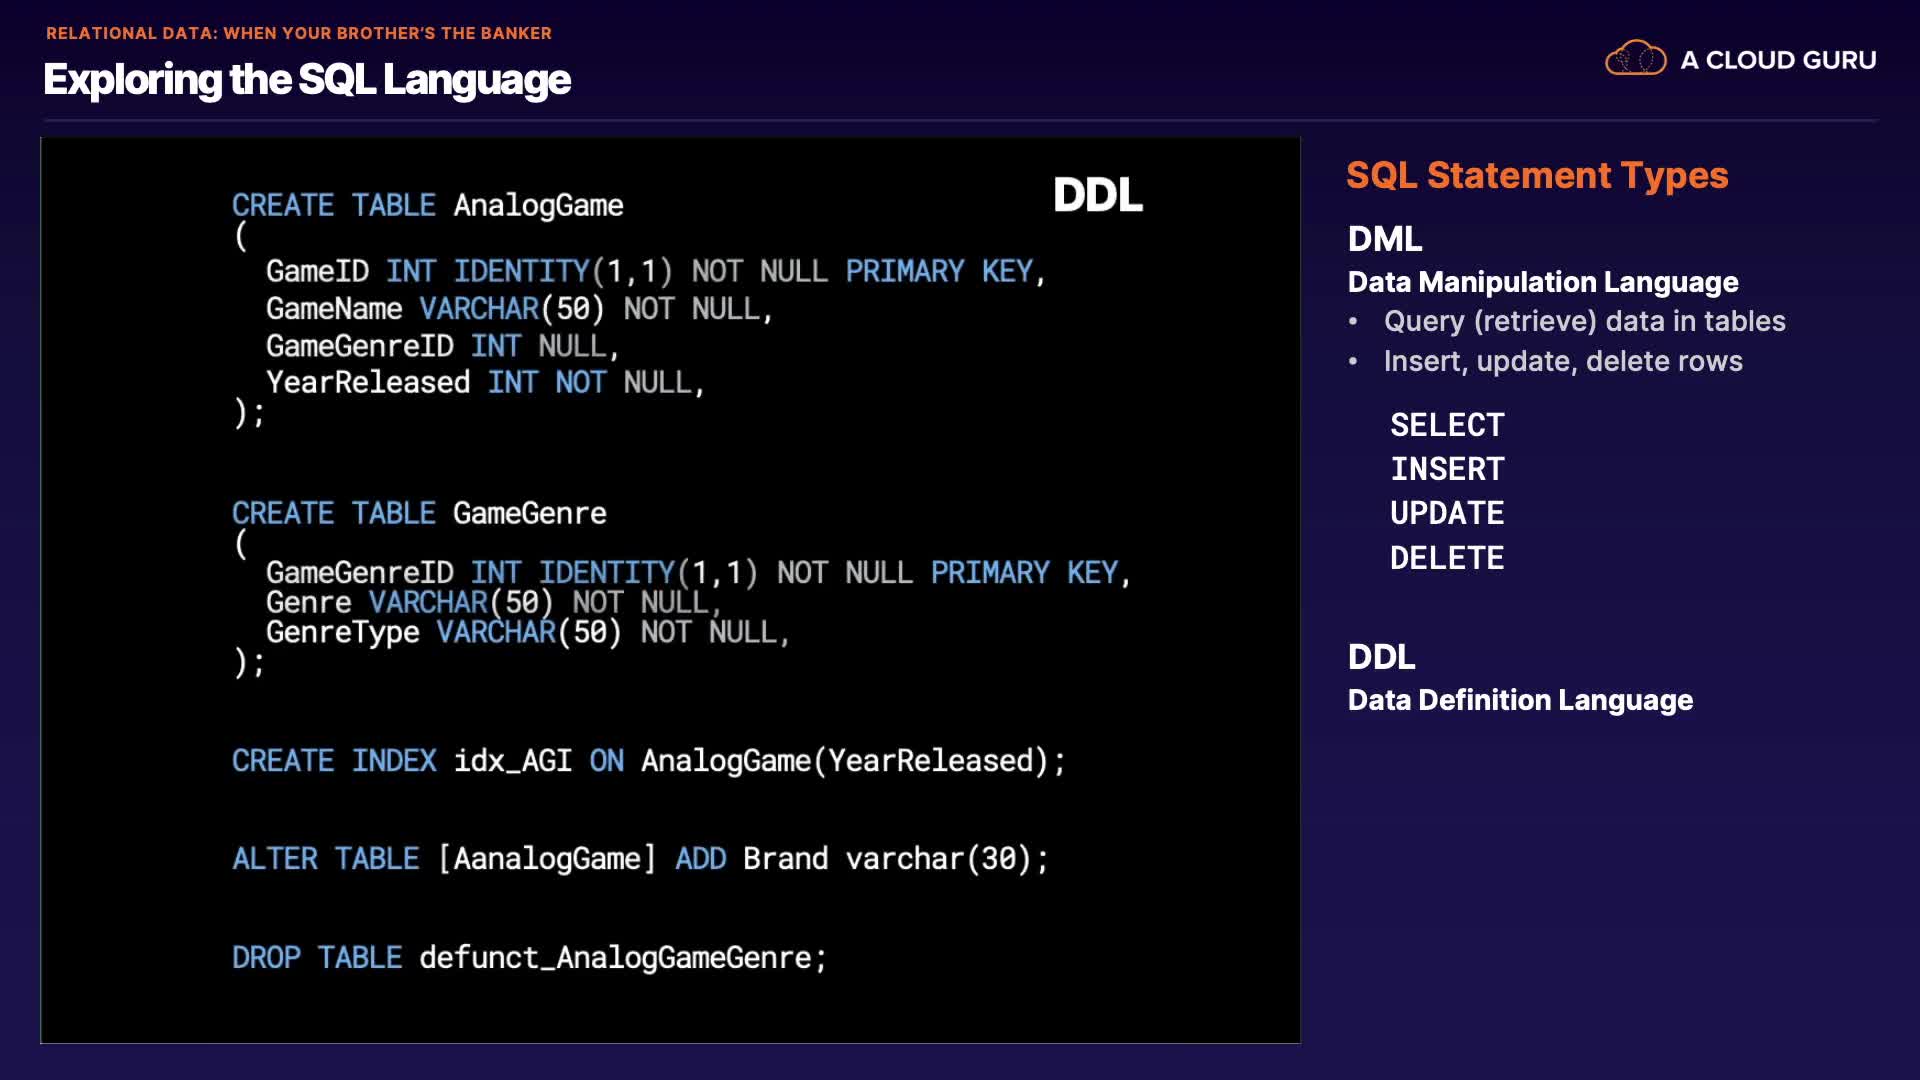 RELATIONAL DATA: WHEN YOUR BROTHER'S THE BANKER
Exploring the SQL Language
A CLOUD GURU
DDL
CREATE TABLE AnalogGame
(
GameID INT IDENTITY(1,1) NOT NULL PRIMARY KEY,
GameName VARCHAR(50) NOT NULL,
GameGenreID INT NULL,
YearReleased INT NOT NULL,
);
CREATE TABLE GameGenre
(
GameGenreID INT IDENTITY(1,1) NOT NULL PRIMARY KEY,
Genre VARCHAR(50) NOT NULL,
GenreType VARCHAR(50) NOT NULL,
);
CREATE INDEX idx_AGI ON AnalogGame(YearReleased);
ALTER TABLE [AanalogGame] ADD Brand varchar(30);
DROP TABLE defunct_AnalogGameGenre;
SQL Statement Types
DML
Data Manipulation Language
• Query (retrieve) data in tables
• Insert, update, delete rows
SELECT
INSERT
UPDATE
DELETE
DDL
Data Definition Language